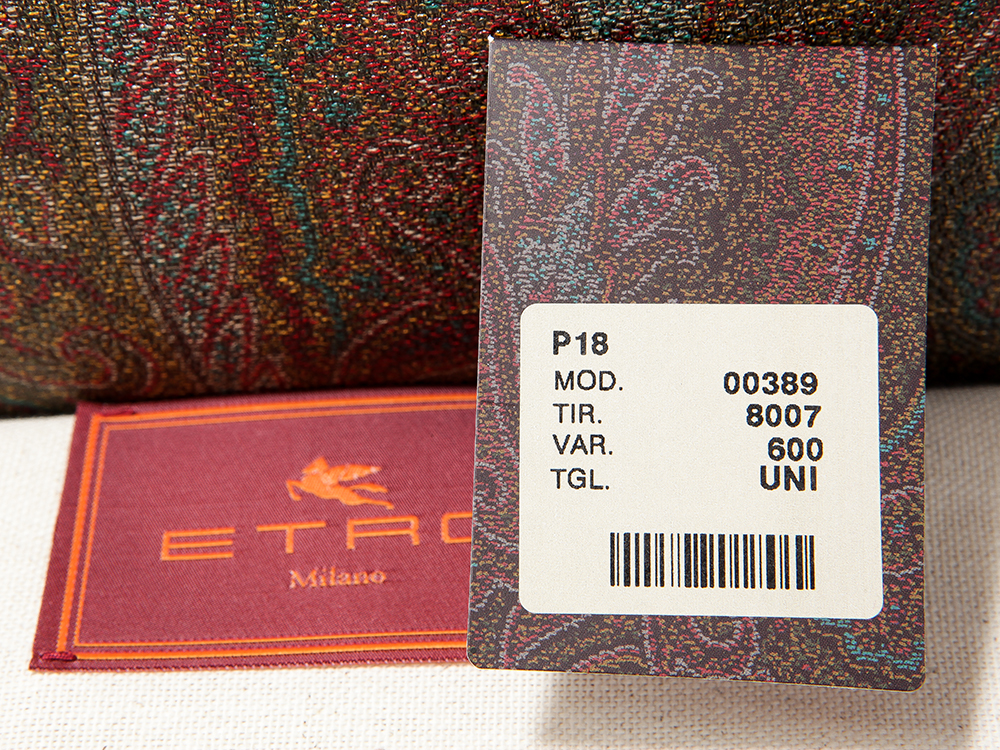 ETRO
Milano
P18
MOD. 00389
TIR. 8007
VAR. 600
TGL. UNI